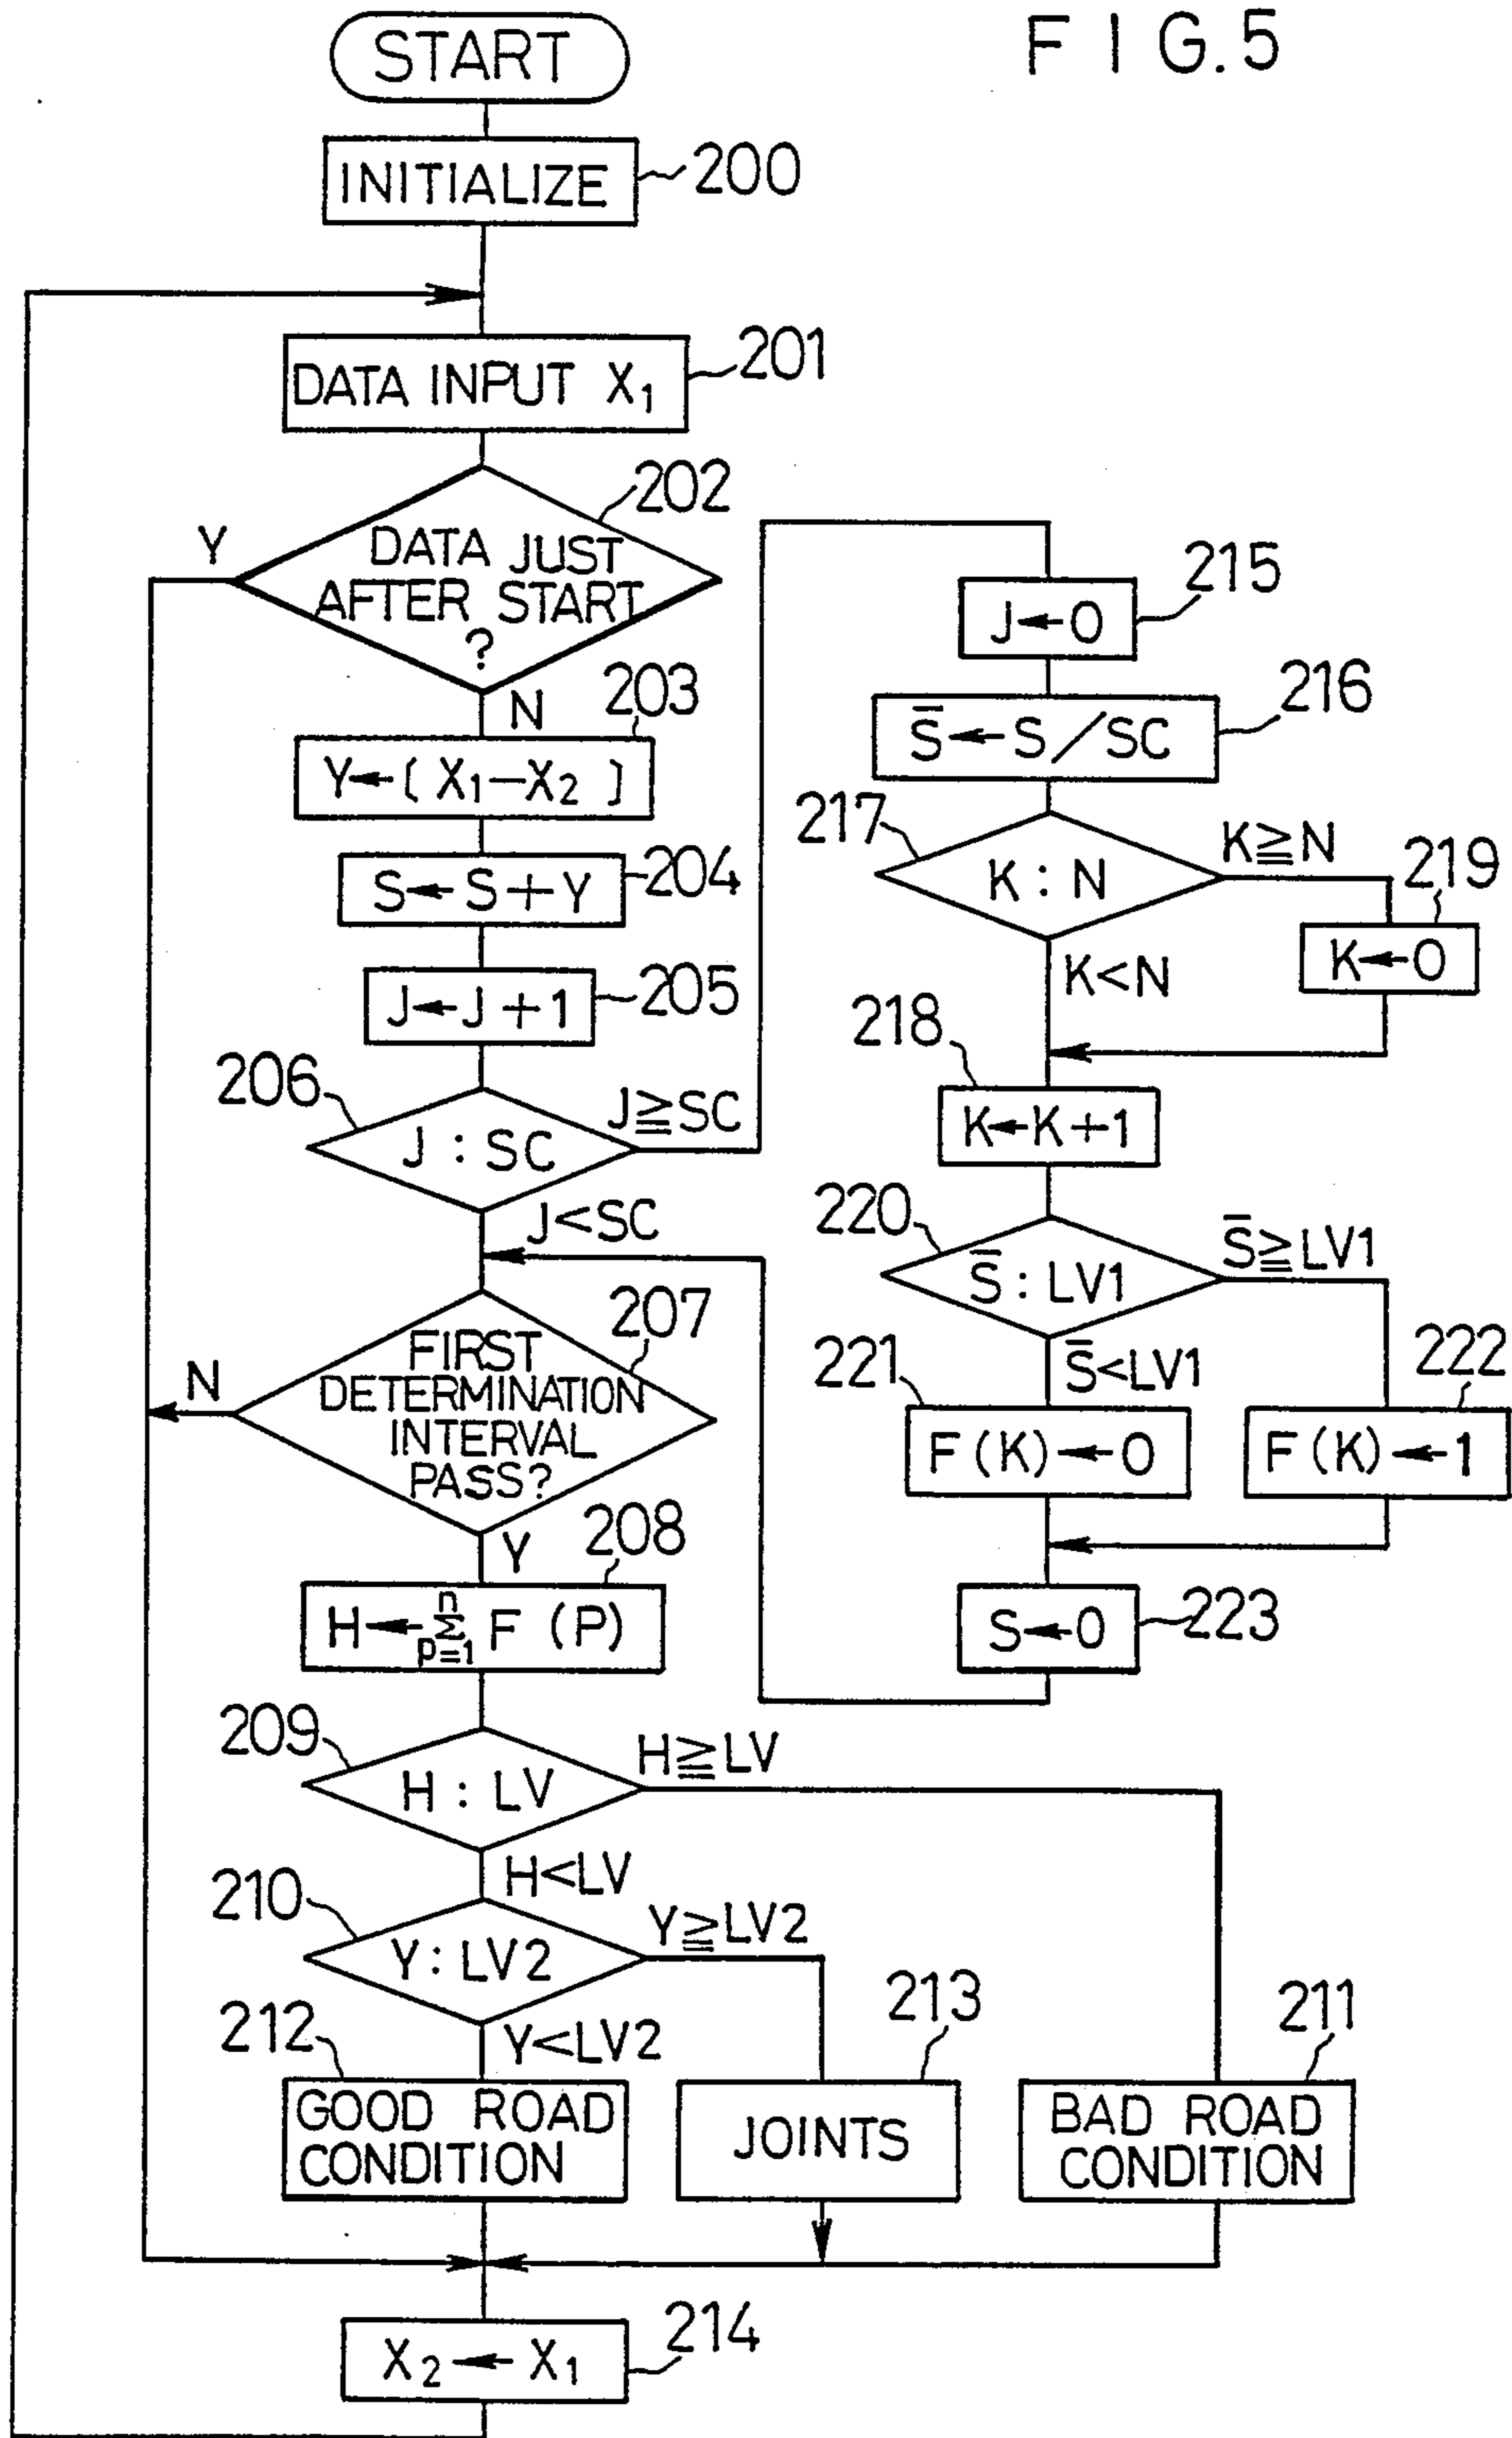 FIG.5
START
INITIALIZE
200
DATA INPUT X₁
201
202
DATA JUST
AFTER START
?
Y
N
203
Y←[ X₁−X₂ ]
S←S+Y
204
J←J+1
205
206
J : SC
J≧SC
J<SC
207
FIRST
DETERMINATION
INTERVAL
PASS?
N
Y
208
H←Σ F (P)
n
p=1
209
H : LV
H≧LV
H<LV
210
Y : LV2
Y≧LV2
Y<LV2
212
GOOD ROAD
CONDITION
213
JOINTS
211
BAD ROAD
CONDITION
X₂←X₁
214
215
J←0
216
S̅←S/SC
217
K : N
K≧N
219
K←0
K<N
218
K←K+1
220
S̅ : LV1
S̅≧LV1
S̅<LV1
221
F(K)←0
222
F(K)←1
S←0
223